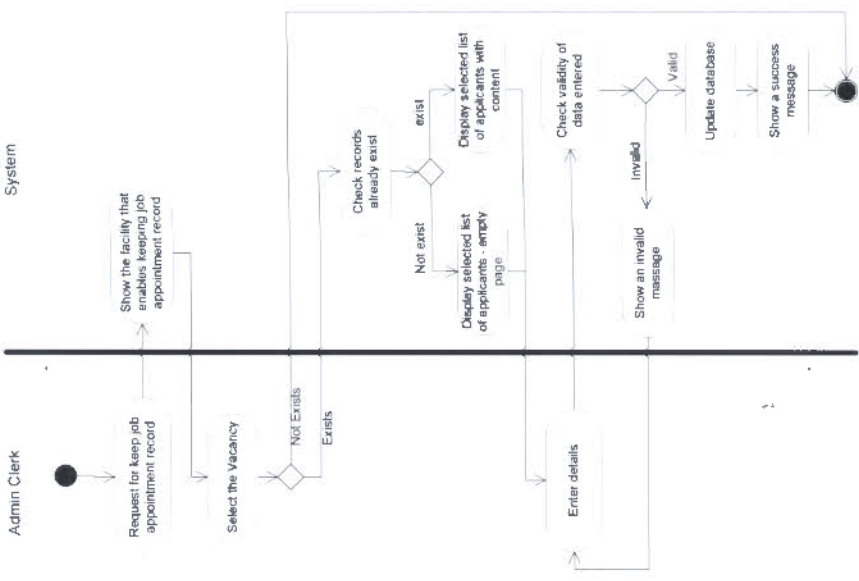 Admin Clerk
System
Request for keep job
appointment record
Show the facility that
enables keeping job
appointment record
Select the Vacancy
Not Exists
Exists
Check records
already exist
Not exist
exist
Display selected list
of applicants - empty
page
Display selected list
of applicants with
content
Enter details
Check validity of
data entered
Invalid
Valid
Show an invalid
massage
Update database
Show a success
message